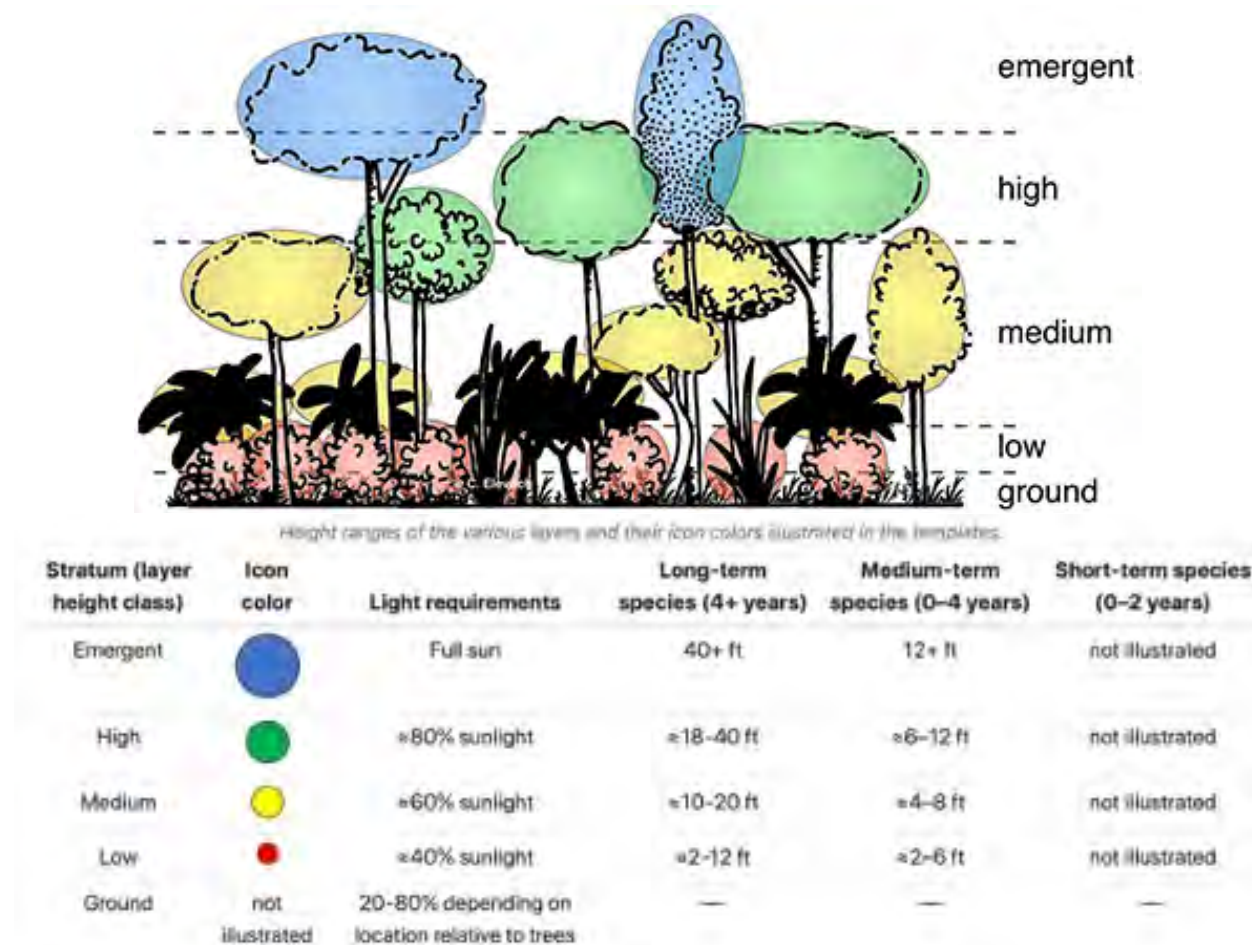 emergent
high
medium
low
ground
C. Elevitch
Height ranges of the various layers and their icon colors illustrated in the templates.
Stratum (layer height class) Icon color Light requirements Long-term species (4+ years) Medium-term species (0–4 years) Short-term species (0–2 years)
Emergent Full sun 40+ ft 12+ ft not illustrated
High ≈80% sunlight ≈18-40 ft ≈6–12 ft not illustrated
Medium ≈60% sunlight ≈10-20 ft ≈4–8 ft not illustrated
Low ≈40% sunlight ≈2-12 ft ≈2-6 ft not illustrated
Ground not illustrated 20-80% depending on location relative to trees — — —